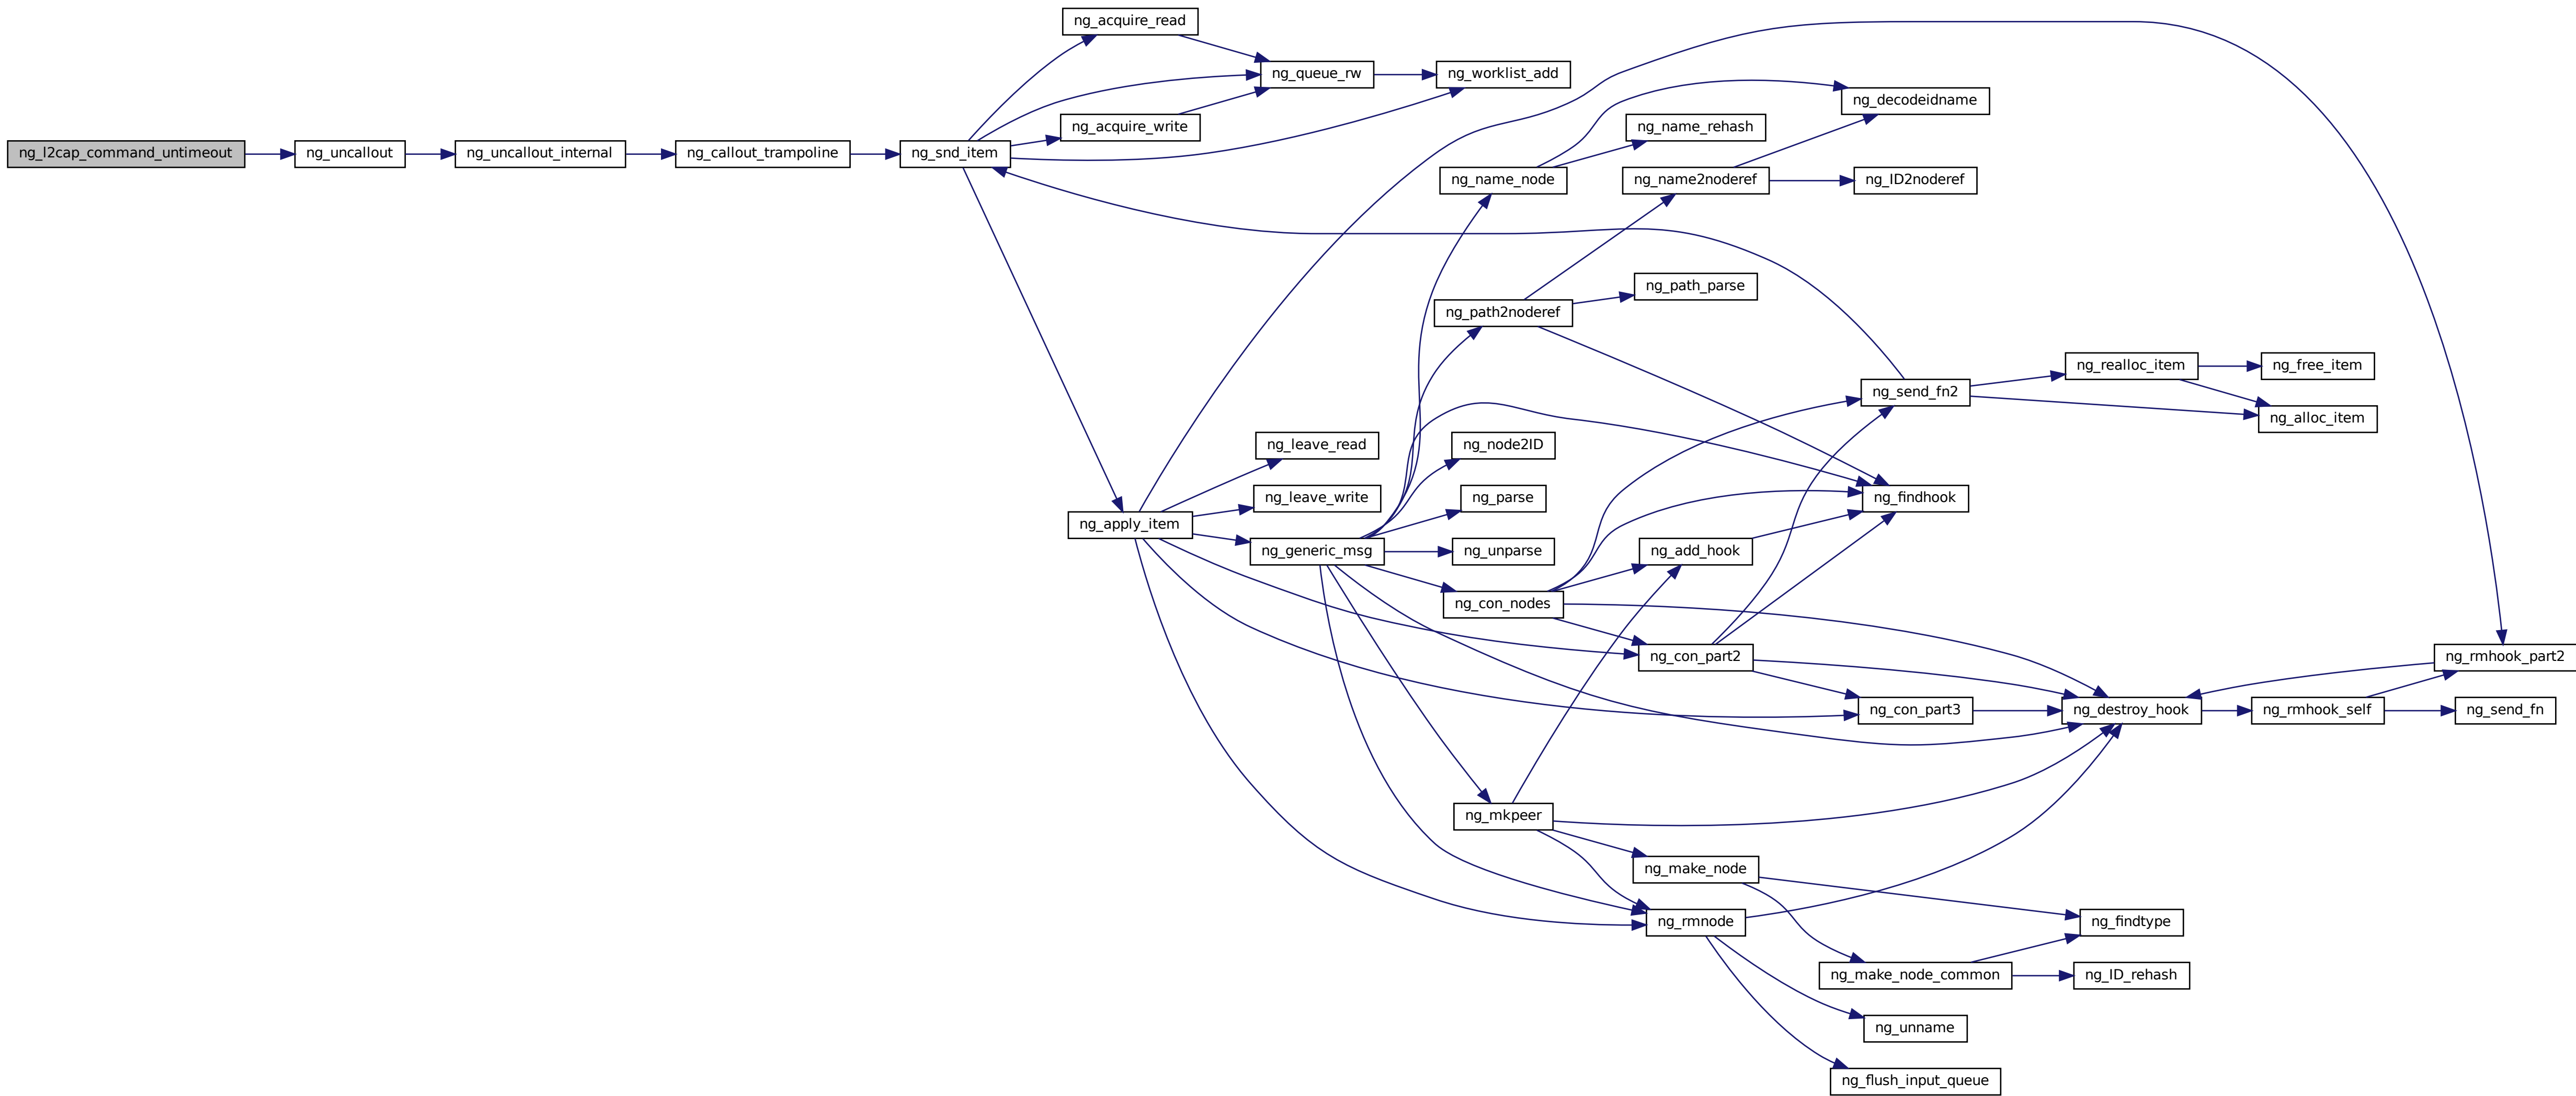 ng_acquire_read
ng_queue_rw
ng_worklist_add
ng_decodeidname
ng_acquire_write
ng_name_rehash
ng_l2cap_command_untimeout
ng_uncallout
ng_uncallout_internal
ng_callout_trampoline
ng_snd_item
ng_name_node
ng_name2noderef
ng_ID2noderef
ng_path_parse
ng_path2noderef
ng_realloc_item
ng_free_item
ng_send_fn2
ng_alloc_item
ng_leave_read
ng_node2ID
ng_leave_write
ng_parse
ng_findhook
ng_apply_item
ng_generic_msg
ng_unparse
ng_add_hook
ng_con_nodes
ng_con_part2
ng_rmhook_part2
ng_con_part3
ng_destroy_hook
ng_rmhook_self
ng_send_fn
ng_mkpeer
ng_make_node
ng_rmnode
ng_findtype
ng_make_node_common
ng_ID_rehash
ng_unname
ng_flush_input_queue